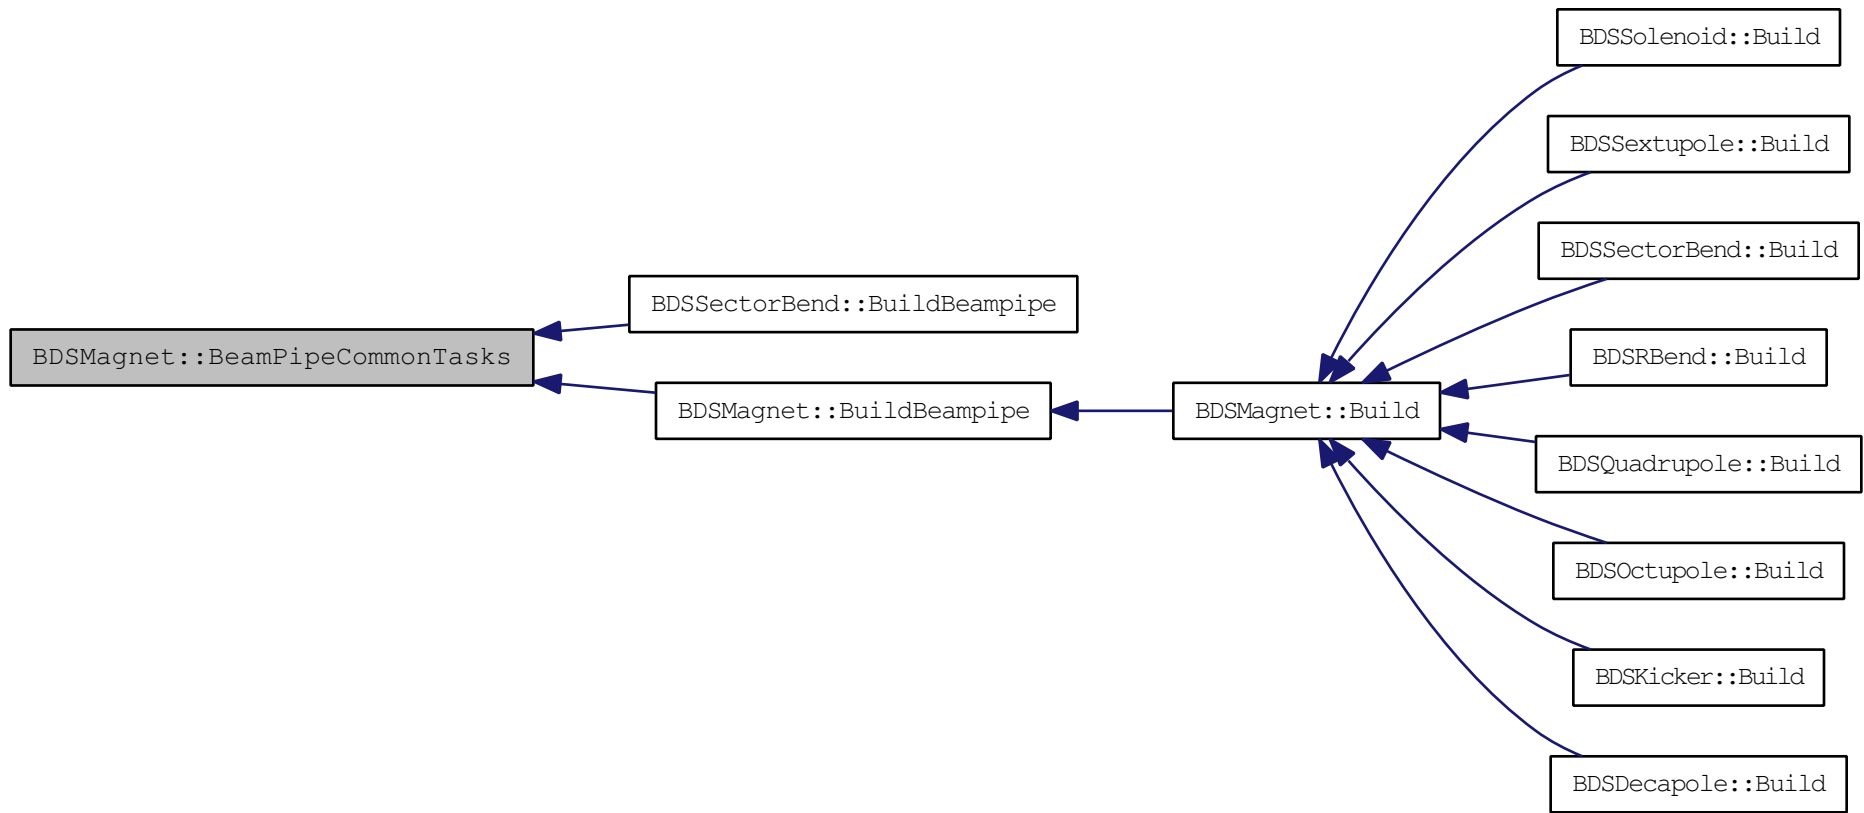 BDSSolenoid::Build
BDSSextupole::Build
BDSSectorBend::Build
BDSSectorBend::BuildBeampipe
BDSRBend::Build
BDSMagnet::BeamPipeCommonTasks
BDSMagnet::BuildBeampipe
BDSMagnet::Build
BDSQuadrupole::Build
BDSOctupole::Build
BDSKicker::Build
BDSDecapole::Build